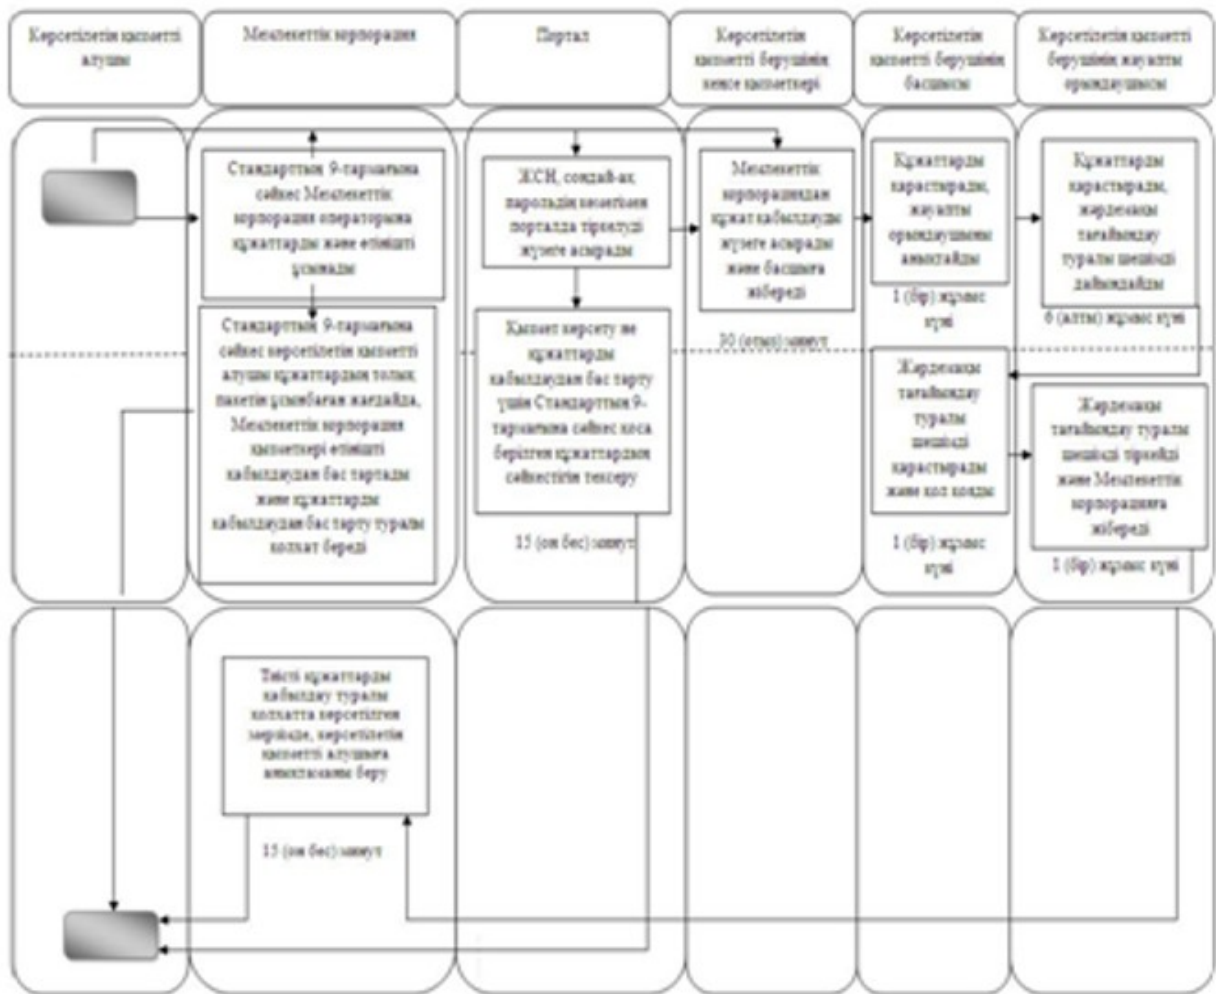 Көрсетілетін қызметті
алушы
Мемлекеттік корпорация
Портал
Көрсетілетін
қызметті берушінің
кеңсе қызметкері
Көрсетілетін
қызметті берушінің
басшысы
Көрсетілетін қызметті
берушінің жауапты
орындаушысы
Стандарттың 9-тармағына
сәйкес Мемлекеттік
корпорация операторына
құжаттарды және өтінішті
ұсынады
ЖСН, сондай-ақ
парольдің көмегімен
порталда тіркелуді
жүзеге асырады
Мемлекеттік
корпорациядан
құжат қабылдауды
жүзеге асырады
және басшыға
жібереді
30 (отыз) минут
Құжаттарды
қарастырады,
жауапты
орындаушыны
анықтайды
1 (бір) жұмыс
күні
Құжаттарды
қарастырады,
жәрдемақы
тағайындау
туралы шешімді
дайындайды
6 (алты) жұмыс күні
Стандарттың 9-тармағына
сәйкес көрсетілетін қызметті
алушы құжаттардың толық
пакетін ұсынбаған жағдайда,
Мемлекеттік корпорация
қызметкері өтінішті
қабылдаудан бас тартады
және құжаттарды
қабылдаудан бас тарту туралы
қолхат береді
Қызмет көрсету не
құжаттарды
қабылдаудан бас тарту
үшін Стандарттың 9-
тармағына сәйкес қоса
берілген құжаттардың
сәйкестігін тексеру
15 (он бес) минут
Жәрдемақы
тағайындау
туралы
шешімді
қарастырады
және қол қояды
1 (бір) жұмыс
күні
Жәрдемақы
тағайындау туралы
шешімді тіркейді
және Мемлекеттік
корпорацияға
жібереді
1 (бір) жұмыс күні
Тиісті құжаттарды
қабылдау туралы
қолхатта көрсетілген
мерзімде, көрсетілетін
қызметті алушыға
анықтаманы беру
15 (он бес) минут